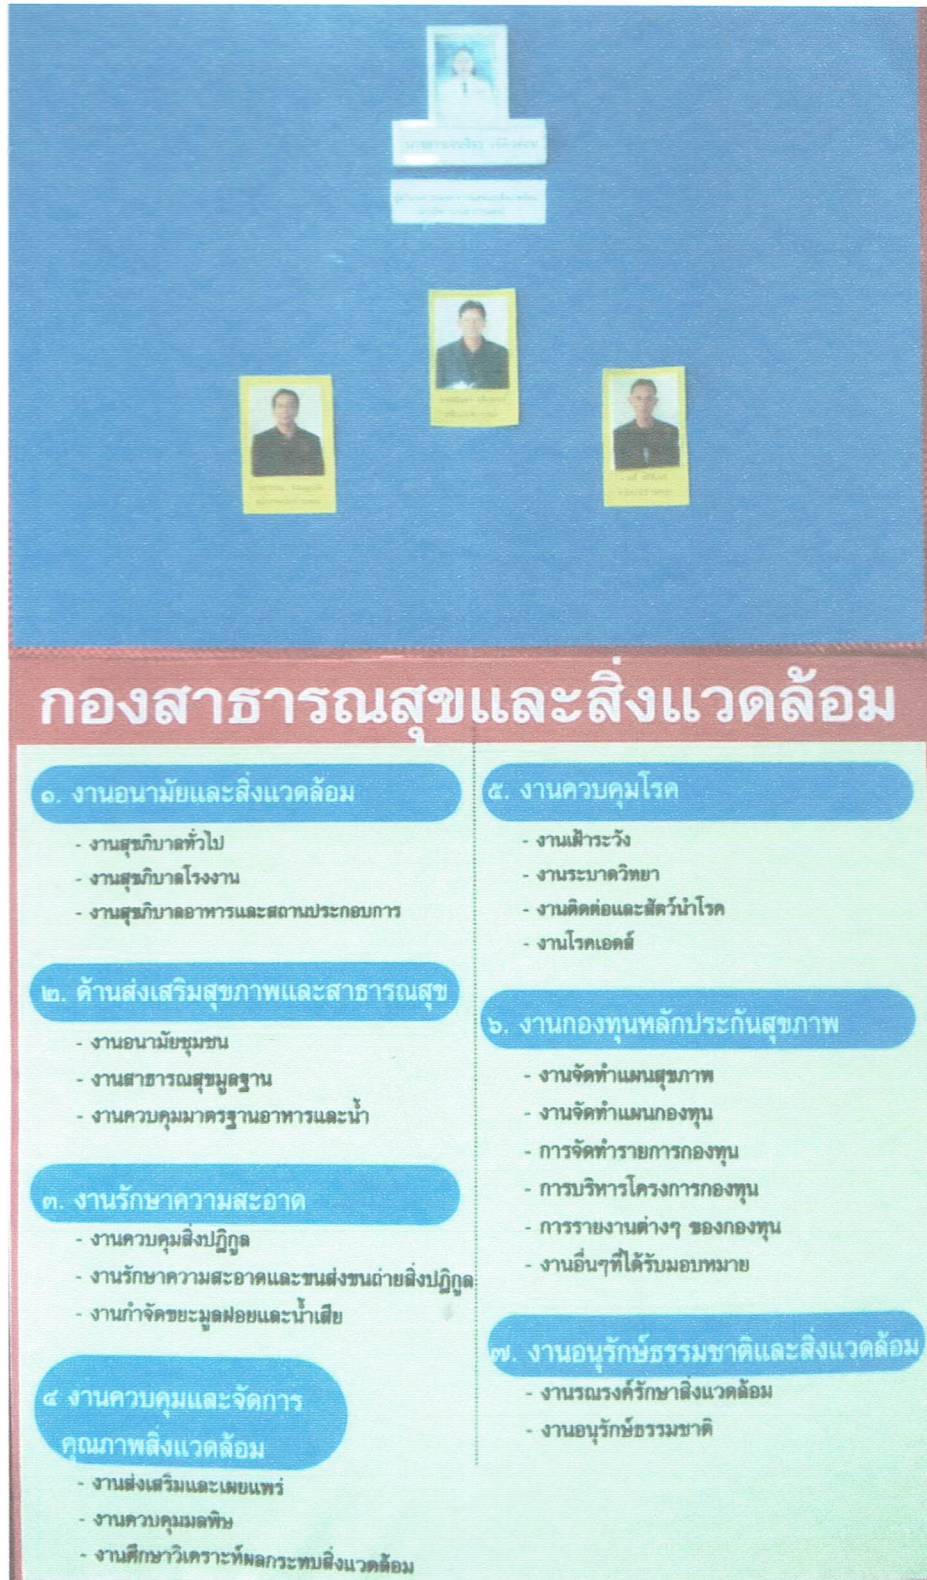 กองสาธารณสุขและสิ่งแวดล้อม
๑. งานอนามัยและสิ่งแวดล้อม
- งานสุขภิบาลทั่วไป
- งานสุขภิบาลโรงงาน
- งานสุขภิบาลอาหารและสถานประกอบการ
๒. ด้านส่งเสริมสุขภาพและสาธารณสุข
- งานอนามัยชุมชน
- งานสาธารณสุขมูลฐาน
- งานควบคุมมาตรฐานอาหารและน้ำ
๓. งานรักษาความสะอาด
- งานควบคุมสิ่งปฎิกูล
- งานรักษาความสะอาดและขนส่งขนถ่ายสิ่งปฎิกูล
- งานกำจัดขยะมูลฝอยและน้ำเสีย
๔ งานควบคุมและจัดการ
คุณภาพสิ่งแวดล้อม
- งานส่งเสริมและเผยแพร่
- งานควบคุมมลพิษ
- งานศึกษาวิเคราะห์ผลกระทบสิ่งแวดล้อม
๕. งานควบคุมโรค
- งานเฝ้าระวัง
- งานระบาดวิทยา
- งานติดต่อและสัตว์นำโรค
- งานโรคเอดส์
๖. งานกองทุนหลักประกันสุขภาพ
- งานจัดทำแผนสุขภาพ
- งานจัดทำแผนกองทุน
- การจัดทำรายการกองทุน
- การบริหารโครงการกองทุน
- การรายงานต่างๆ ของกองทุน
- งานอื่นๆที่ได้รับมอบหมาย
๗. งานอนุรักษ์ธรรมชาติและสิ่งแวดล้อม
- งานรณรงค์รักษาสิ่งแวดล้อม
- งานอนุรักษ์ธรรมชาติ